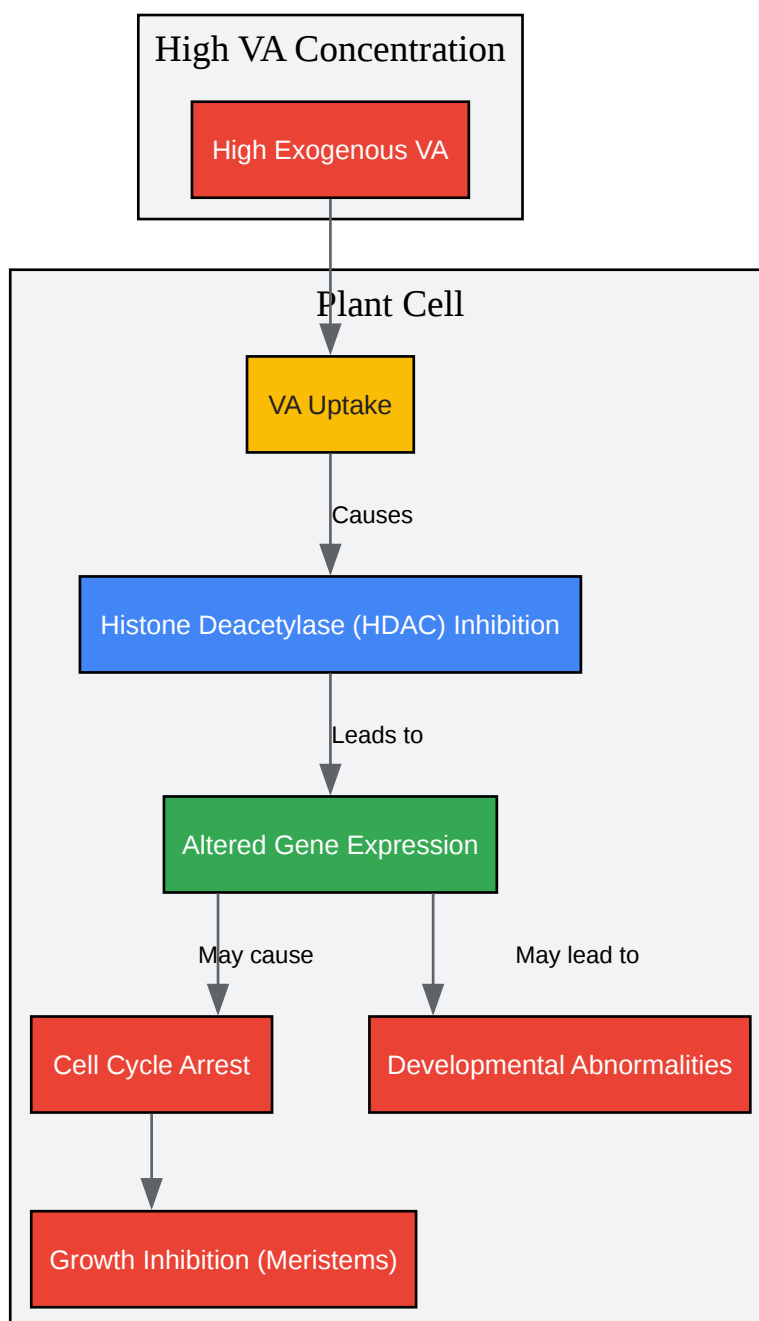 High VA Concentration
High Exogenous VA
Plant Cell
VA Uptake
Causes
Histone Deacetylase (HDAC) Inhibition
Leads to
Altered Gene Expression
May cause
May lead to
Cell Cycle Arrest
Developmental Abnormalities
Growth Inhibition (Meristems)